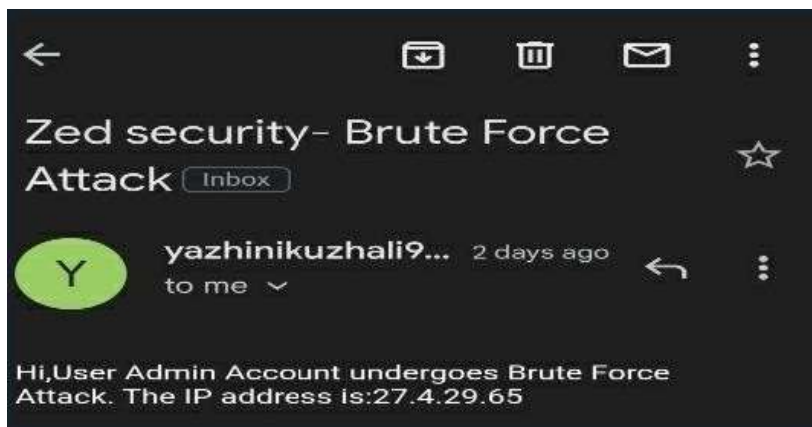 Zed security- Brute Force
Attack Inbox
Y
yazhinikuzhali9... 2 days ago
to me
Hi,User Admin Account undergoes Brute Force
Attack. The IP address is:27.4.29.65